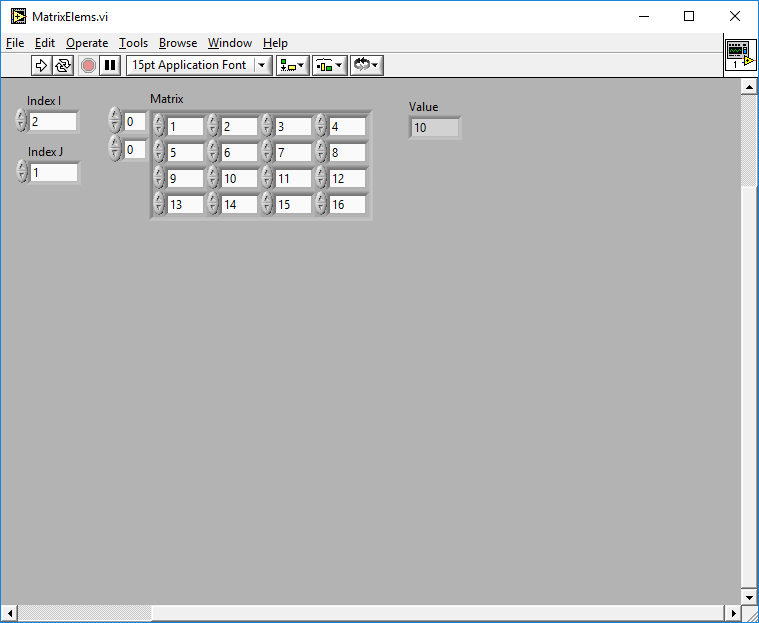 MatrixElems.vi
File Edit Operate Tools Browse Window Help
15pt Application Font
1
Index I
2
Index J
1
0
0
Matrix
1 2 3 4
5 6 7 8
9 10 11 12
13 14 15 16
Value
10